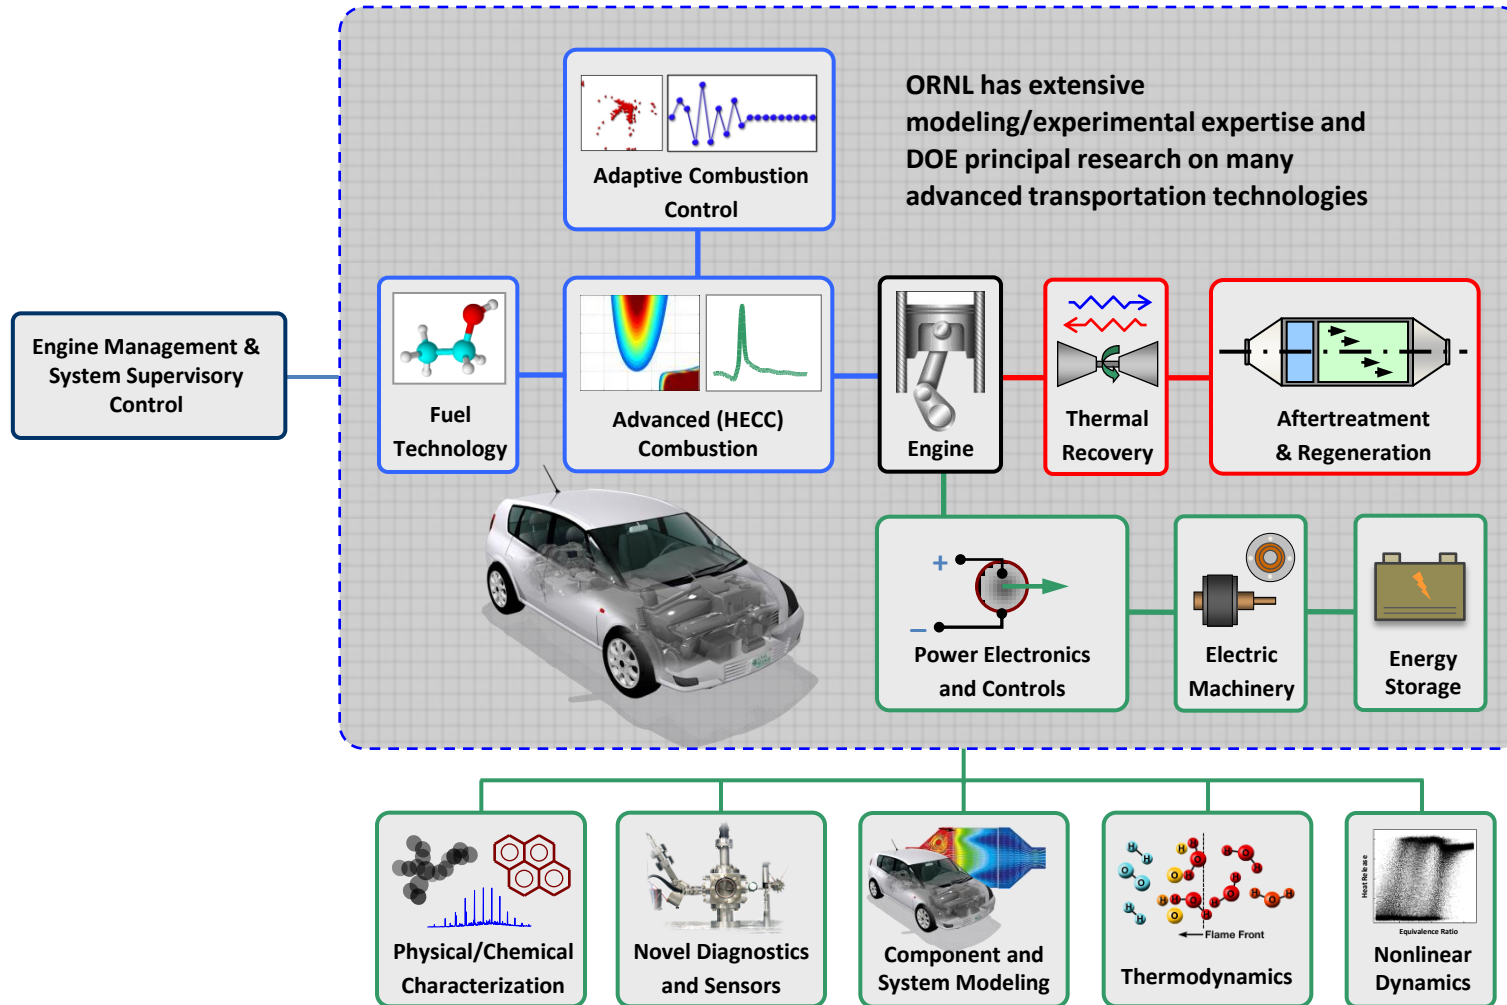 ORNL has extensive
modeling/experimental expertise and
DOE principal research on many
advanced transportation technologies
Adaptive Combustion
Control
Engine Management &
System Supervisory
Control
Fuel
Technology
Advanced (HECC)
Combustion
Engine
Thermal
Recovery
Aftertreatment
& Regeneration
+
–
Power Electronics
and Controls
Electric
Machinery
Energy
Storage
Physical/Chemical
Characterization
Novel Diagnostics
and Sensors
Component and
System Modeling
H
H
O
O
H
H
H
H
O
H
O
H
O
H
H
H
O
H
O
H
H
O
H
O
H
Flame Front
Thermodynamics
Heat Release
Equivalence Ratio
Nonlinear
Dynamics